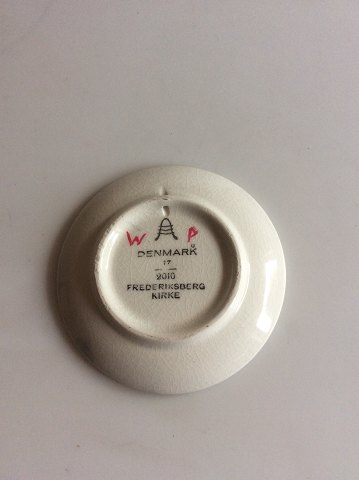 W A P
DENMARK
17
2010
FREDERIKSBERG
KIRKE